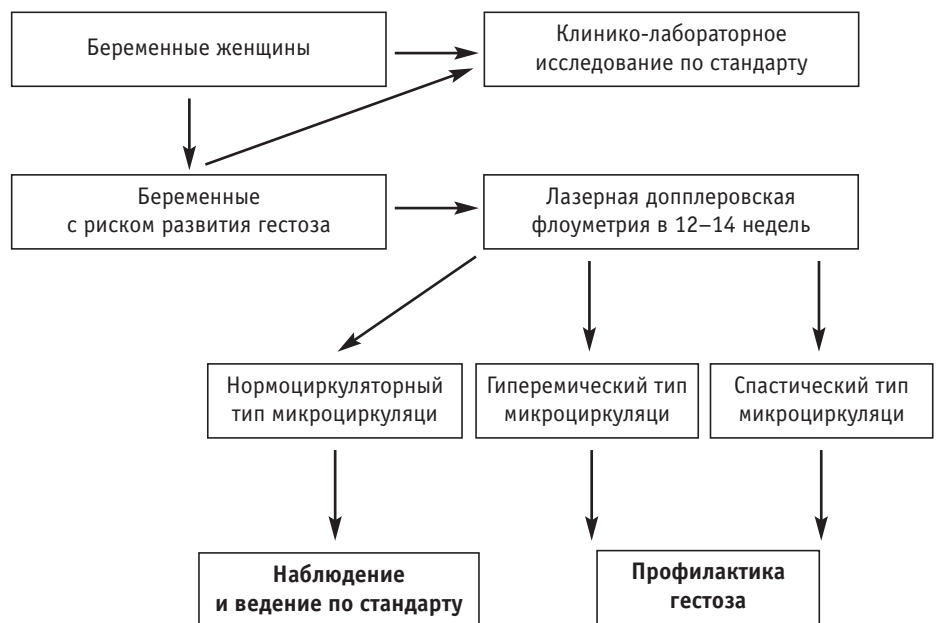 Беременные женщины
Клинико-лабораторное
исследование по стандарту
Беременные
с риском развития гестоза
Лазерная допплеровская
флоуметрия в 12–14 недель
Нормоциркуляторный
тип микроциркуляци
Гиперемический тип
микроциркуляци
Спастический тип
микроциркуляци
Наблюдение
и ведение по стандарту
Профилактика
гестоза